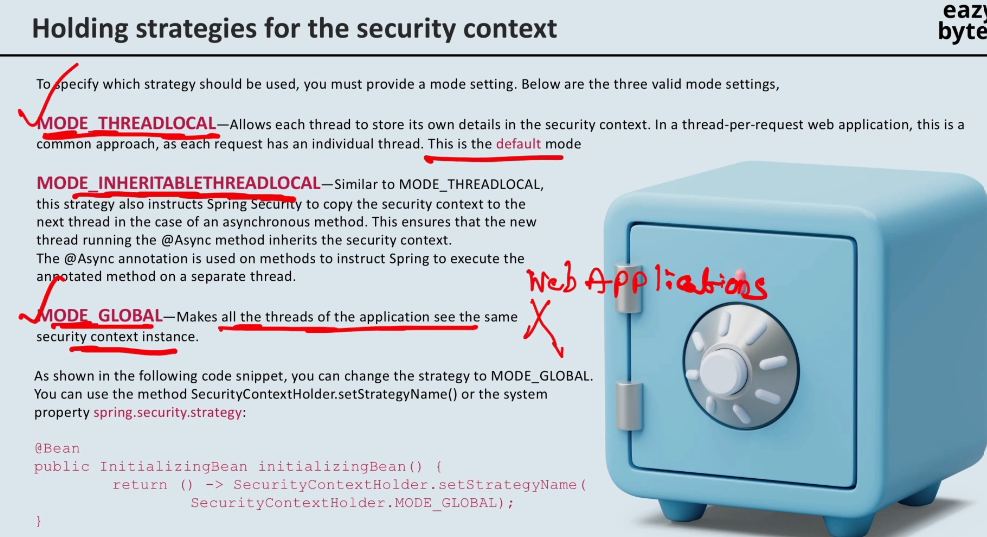 Holding strategies for the security context
eazy
byte
To specify which strategy should be used, you must provide a mode setting. Below are the three valid mode settings,
MODE_THREADLOCAL—Allows each thread to store its own details in the security context. In a thread-per-request web application, this is a
common approach, as each request has an individual thread. This is the default mode
MODE_INHERITABLETHREADLOCAL—Similar to MODE_THREADLOCAL,
this strategy also instructs Spring Security to copy the security context to the
next thread in the case of an asynchronous method. This ensures that the new
thread running the @Async method inherits the security context.
The @Async annotation is used on methods to instruct Spring to execute the
annotated method on a separate thread.
Web Applications
MODE_GLOBAL—Makes all the threads of the application see the same
security context instance.
As shown in the following code snippet, you can change the strategy to MODE_GLOBAL.
You can use the method SecurityContextHolder.setStrategyName() or the system
property spring.security.strategy:
@Bean
public InitializingBean initializingBean() {
return () -> SecurityContextHolder.setStrategyName(
SecurityContextHolder.MODE_GLOBAL);
}